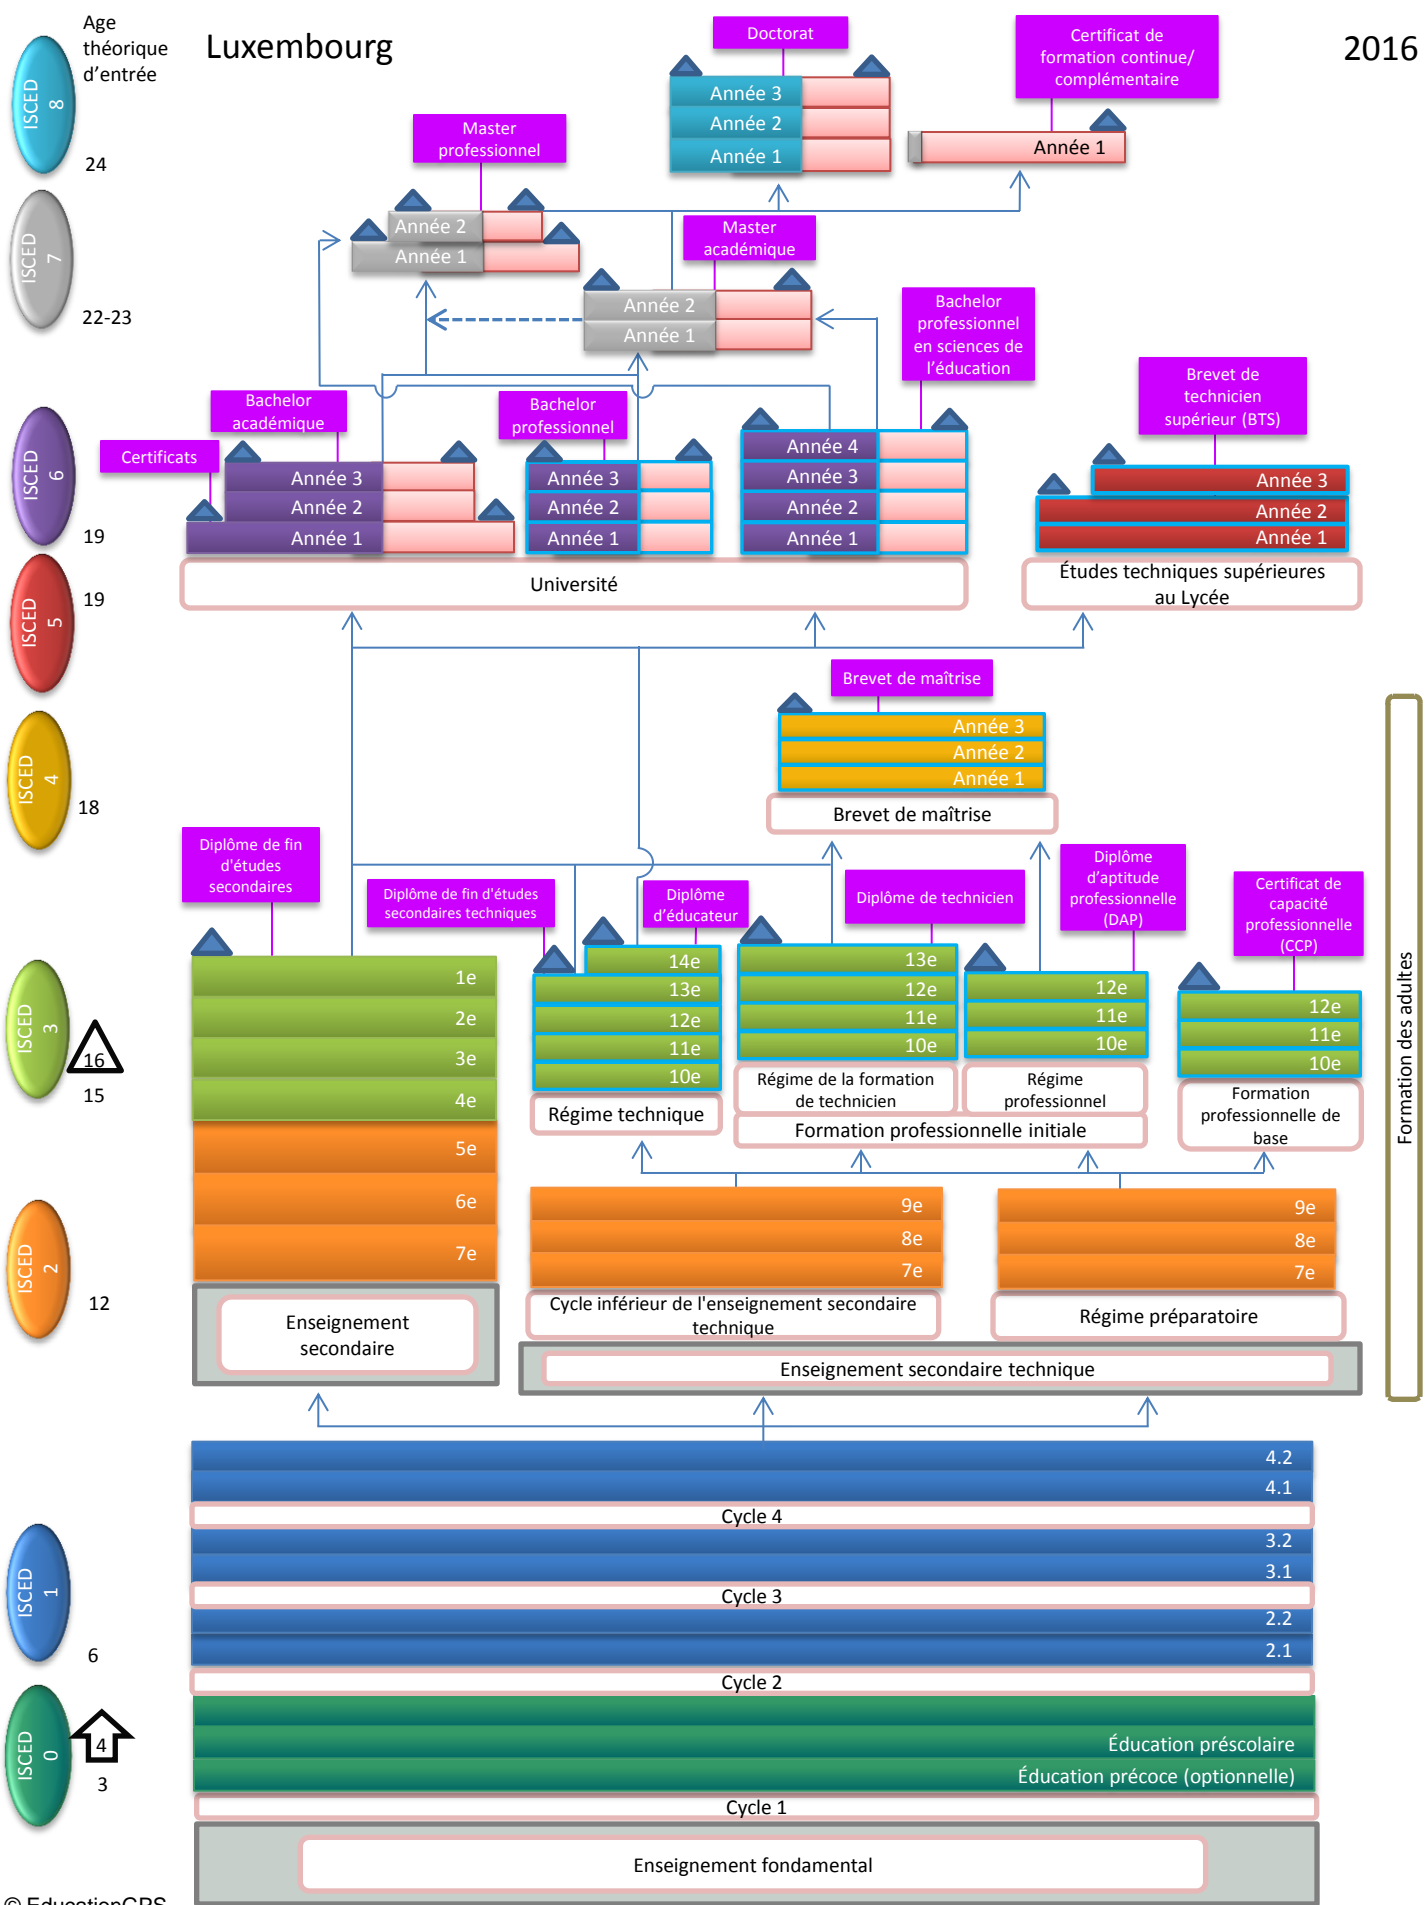 Age
théorique
d'entrée
Luxembourg
2016
ISCED
8
24
Doctorat
Certificat de
formation continue/
complémentaire
Année 3
Année 2
Année 1
Année 1
Master
professionnel
ISCED
7
22-23
Année 2
Année 1
Master
académique
Année 2
Année 1
Bachelor
professionnel
en sciences de
l'éducation
Brevet de
technicien
supérieur (BTS)
ISCED
6
19
Certificats
Bachelor
académique
Année 3
Année 2
Année 1
Bachelor
professionnel
Année 3
Année 2
Année 1
Année 4
Année 3
Année 2
Année 1
Année 3
Année 2
Année 1
Université
Études techniques supérieures
au Lycée
ISCED
5
19
Brevet de maîtrise
Année 3
Année 2
Année 1
Brevet de maîtrise
ISCED
4
18
Diplôme de fin
d'études
secondaires
Diplôme de fin d'études
secondaires techniques
Diplôme
d'éducateur
Diplôme de technicien
Diplôme
d'aptitude
professionnelle
(DAP)
Certificat de
capacité
professionnelle
(CCP)
ISCED
3
16
15
1e
2e
3e
4e
5e
6e
7e
14e
13e
12e
11e
10e
Régime technique
13e
12e
11e
10e
Régime de la formation
de technicien
12e
11e
10e
Régime
professionnel
Formation professionnelle initiale
12e
11e
10e
Formation
professionnelle de
base
Formation des adultes
ISCED
2
12
9e
8e
7e
Cycle inférieur de l'enseignement secondaire
technique
9e
8e
7e
Régime préparatoire
Enseignement
secondaire
Enseignement secondaire technique
4.2
4.1
Cycle 4
3.2
3.1
Cycle 3
2.2
2.1
Cycle 2
ISCED
1
6
ISCED
0
4
3
Éducation préscolaire
Éducation précoce (optionnelle)
Cycle 1
Enseignement fondamental
© EducationGPS